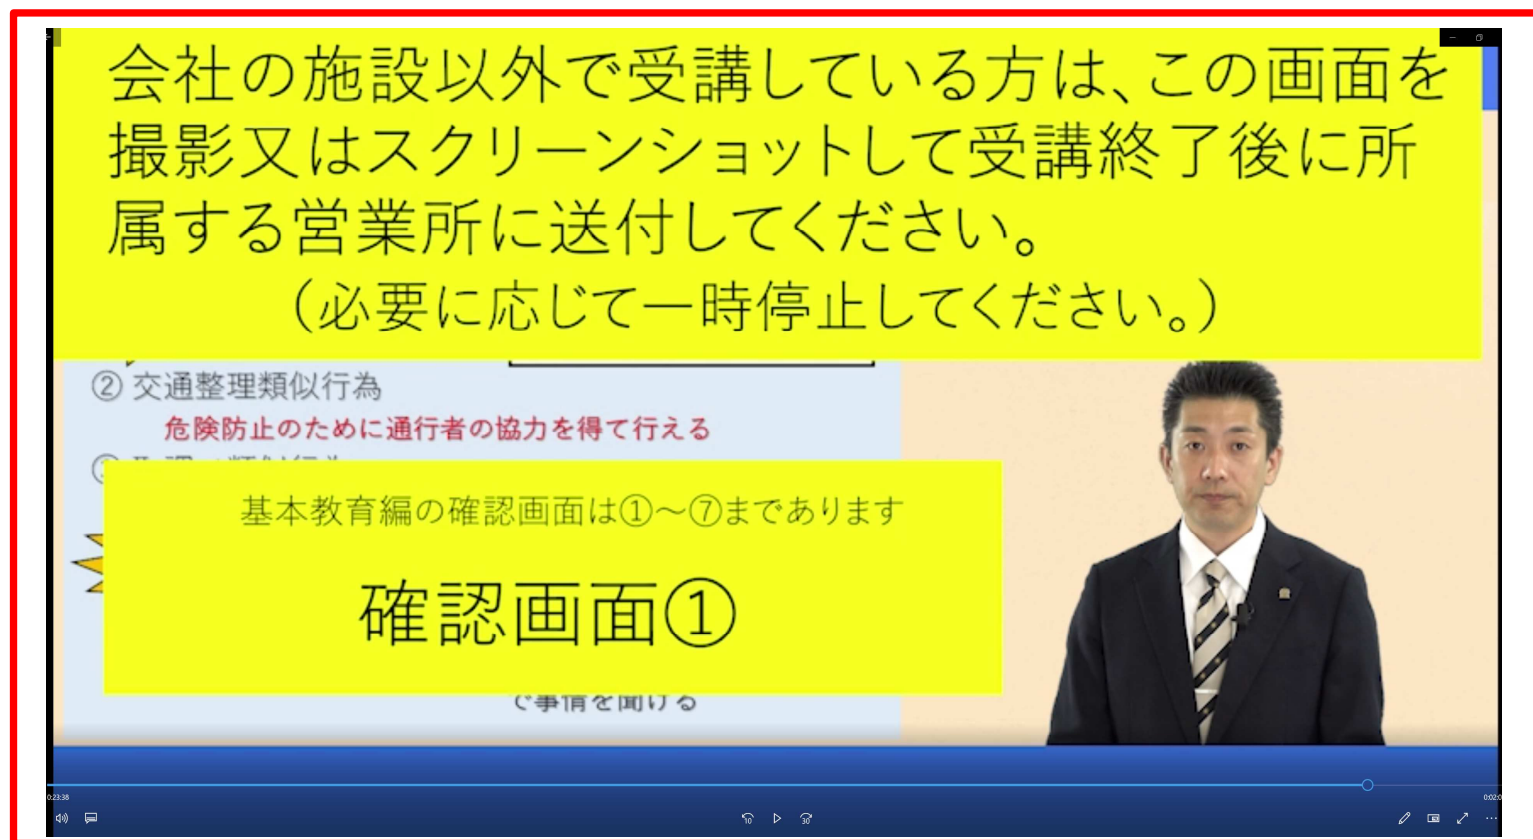 会社の施設以外で受講している方は、この画面を
撮影又はスクリーンショットして受講終了後に所
属する営業所に送付してください。
(必要に応じて一時停止してください。)
② 交通整理類似行為
危険防止のために通行者の協力を得て行える
基本教育編の確認画面は①～⑦まであります
確認画面①
で事情を聞ける
0:23:38
10
30